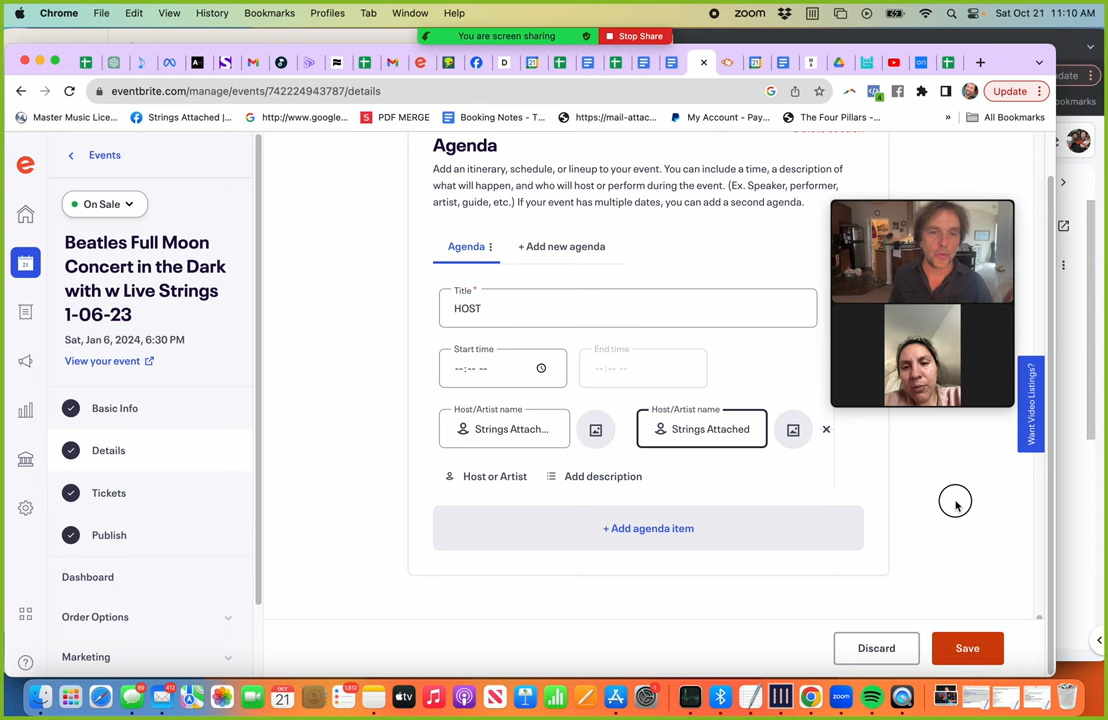 Chrome File Edit View History Bookmarks Profiles Tab Window Help
zoom
Sat Oct 21 11:10 AM
You are screen sharing
Stop Share
eventbrite.com/manage/events/742224943787/details
Update
Master Music Lice...
Strings Attached |...
http://www.google...
PDF MERGE
Booking Notes - T...
https://mail-attac...
My Account - Pay...
The Four Pillars -...
»
All Bookmarks
Events
On Sale
Beatles Full Moon
Concert in the Dark
with w Live Strings
1-06-23
Sat, Jan 6, 2024, 6:30 PM
View your event
Basic Info
Details
Tickets
Publish
Dashboard
Order Options
Marketing
Agenda
Add an itinerary, schedule, or lineup to your event. You can include a time, a description
of what will happen, and who will host or perform during the event. (Ex. Speaker, performer,
artist, guide, etc.) If your event has multiple dates, you can add a second agenda.
Agenda
+ Add new agenda
Title*
HOST
Start time
--:-- --
End time
--:-- --
Host/Artist name
Strings Attach...
Host/Artist name
Strings Attached
Host or Artist
Add description
+ Add agenda item
Want Video Listings?
Discard
Save